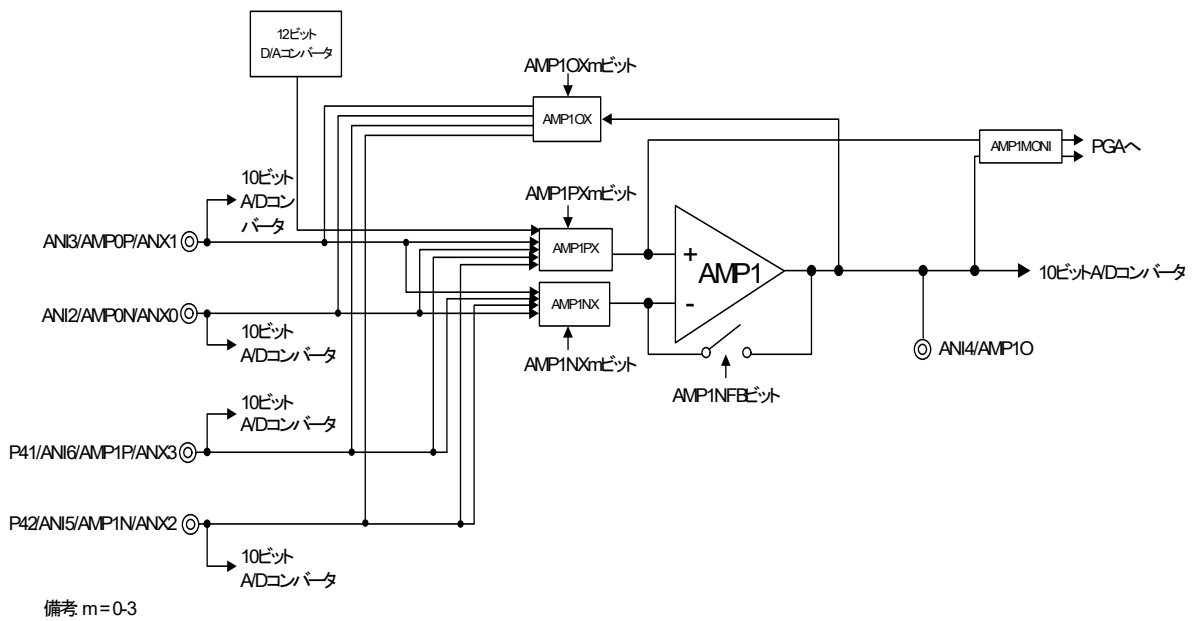 12ビット
D/Aコンバータ
AMP1OXmビット
AMP1OX
AMP1MONI
PGAへ
10ビット
A/Dコン
バータ
AMP1PXmビット
ANI3/AMP0P/ANX1
AMP1PX
+
AMP1
-
10ビットA/Dコンバータ
AMP1NX
ANI2/AMP0N/ANX0
10ビット
A/Dコンバータ
AMP1NXmビット
ANI4/AMP1O
AMP1NFBビット
10ビット
A/Dコンバータ
P41/ANI6/AMP1P/ANX3
P42/ANI5/AMP1N/ANX2
10ビット
A/Dコンバータ
備考 m = 0-3